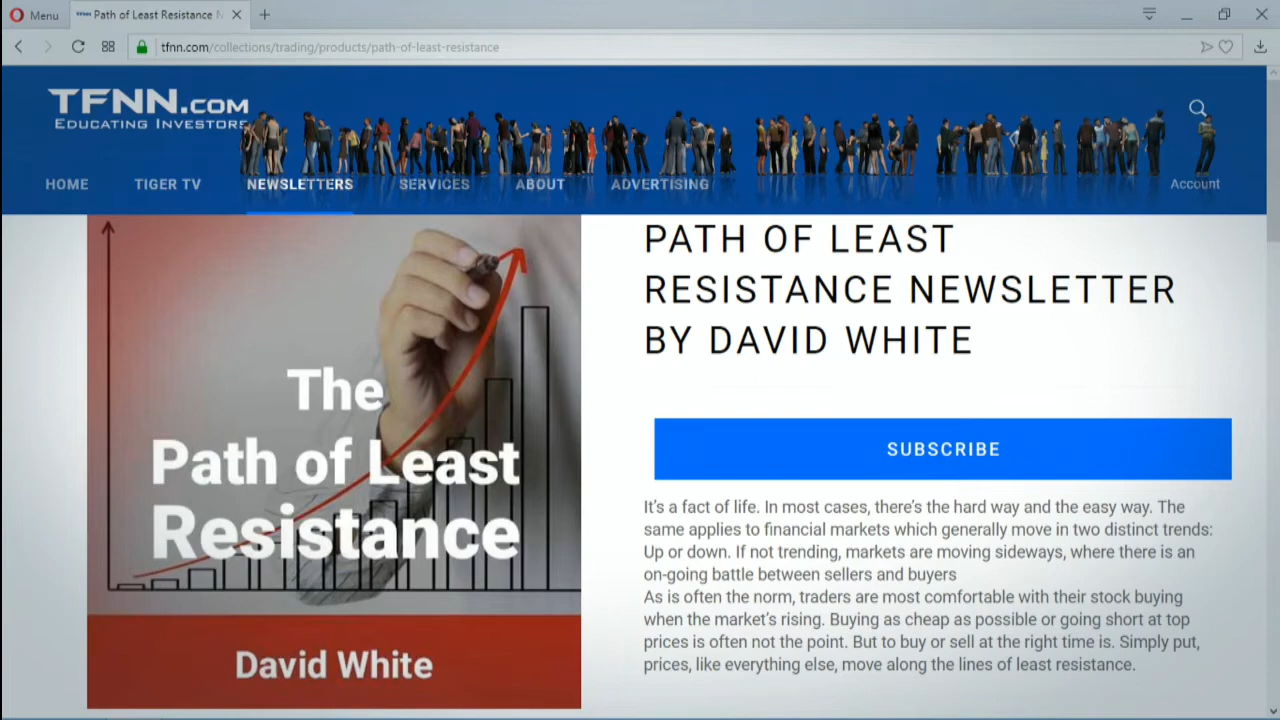 Menu
Path of Least Resistance
tfnn.com/collections/trading/products/path-of-least-resistance
TFNN.COM
EDUCATING INVESTORS
HOME TIGER TV NEWSLETTERS SERVICES ABOUT ADVERTISING Account
The
Path of Least
Resistance
David White
PATH OF LEAST
RESISTANCE NEWSLETTER
BY DAVID WHITE
SUBSCRIBE
It's a fact of life. In most cases, there's the hard way and the easy way. The
same applies to financial markets which generally move in two distinct trends:
Up or down. If not trending, markets are moving sideways, where there is an
on-going battle between sellers and buyers
As is often the norm, traders are most comfortable with their stock buying
when the market's rising. Buying as cheap as possible or going short at top
prices is often not the point. But to buy or sell at the right time is. Simply put,
prices, like everything else, move along the lines of least resistance.